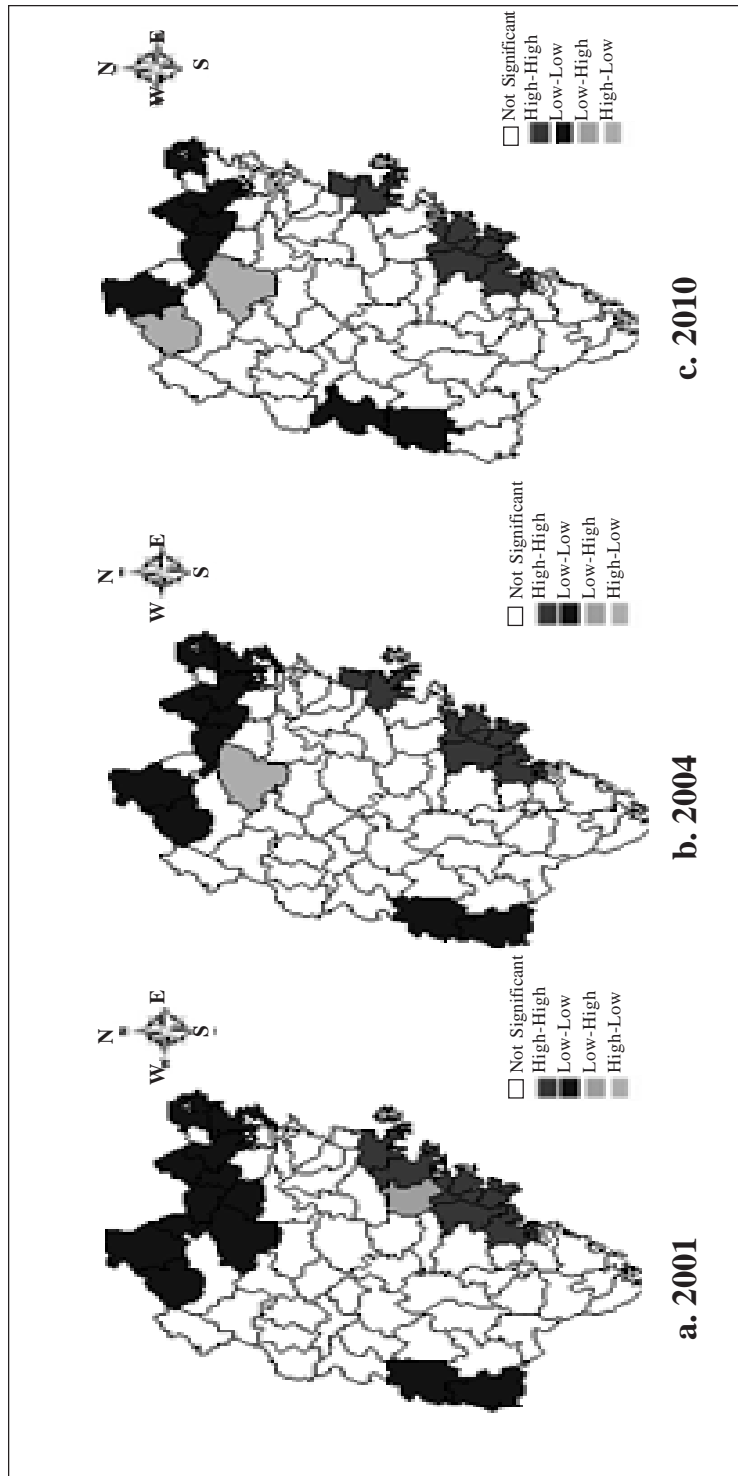 N
W E
S
Not Significant
High-High
Low-Low
Low-High
High-Low
a. 2001
N
W E
S
Not Significant
High-High
Low-Low
Low-High
High-Low
b. 2004
N
W E
S
Not Significant
High-High
Low-Low
Low-High
High-Low
c. 2010